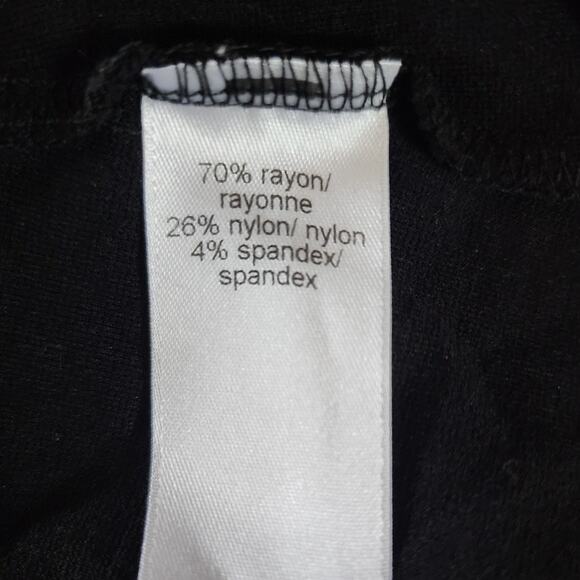 70% rayon/
rayonne
26% nylon/ nylon
4% spandex/
spandex